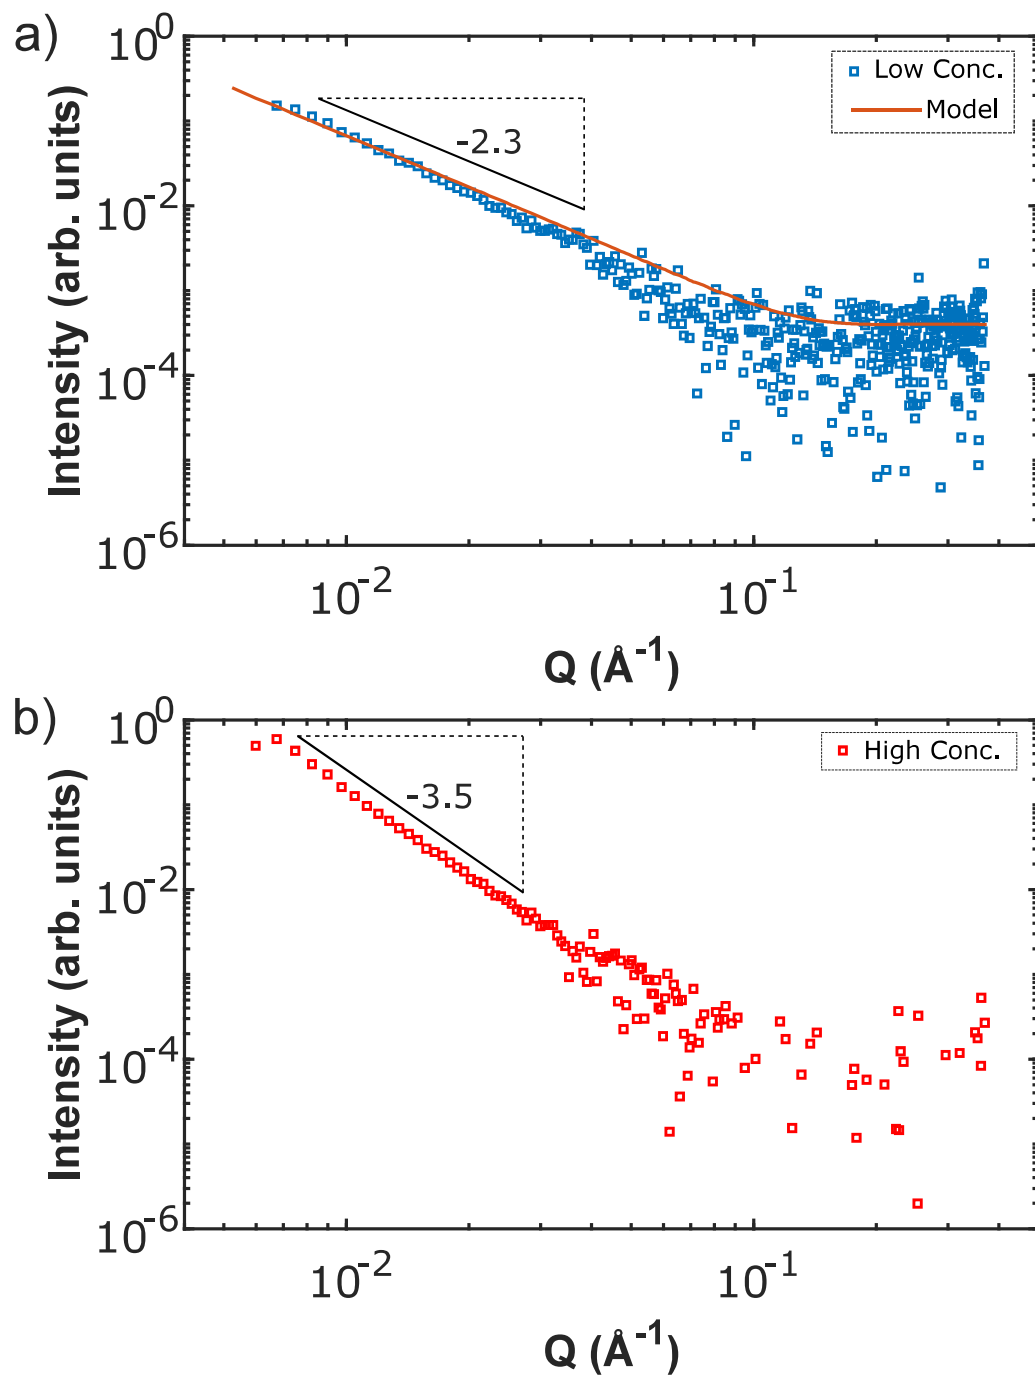 a)
10^0
10^-2
10^-4
10^-6
Intensity (arb. units)
Low Conc.
Model
-2.3
10^-2
10^-1
Q (Å^-1)
b)
10^0
10^-2
10^-4
10^-6
Intensity (arb. units)
High Conc.
-3.5
10^-2
10^-1
Q (Å^-1)